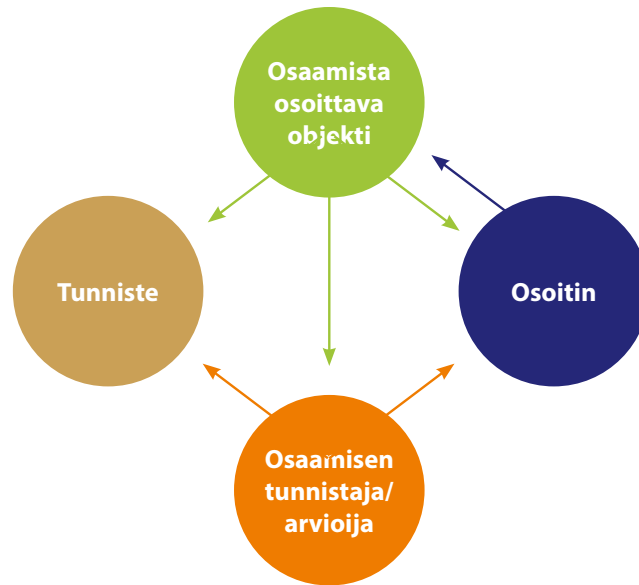 Osaamista
osoittava
objekti
Tunniste
Osoitin
Osaamisen
tunnistaja/
arvioija